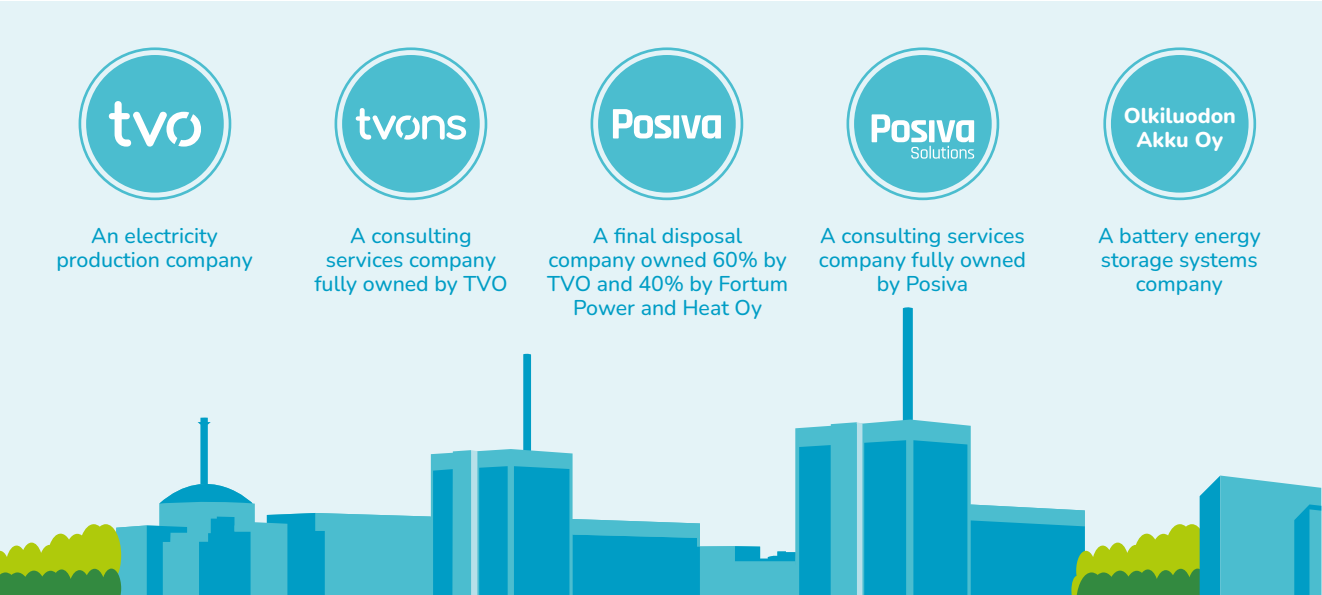 tvo
An electricity
production company
tvons
A consulting
services company
fully owned by TVO
Posiva
A final disposal
company owned 60% by
TVO and 40% by Fortum
Power and Heat Oy
Posiva
Solutions
A consulting services
company fully owned
by Posiva
Olkiluodon
Akku Oy
A battery energy
storage systems
company